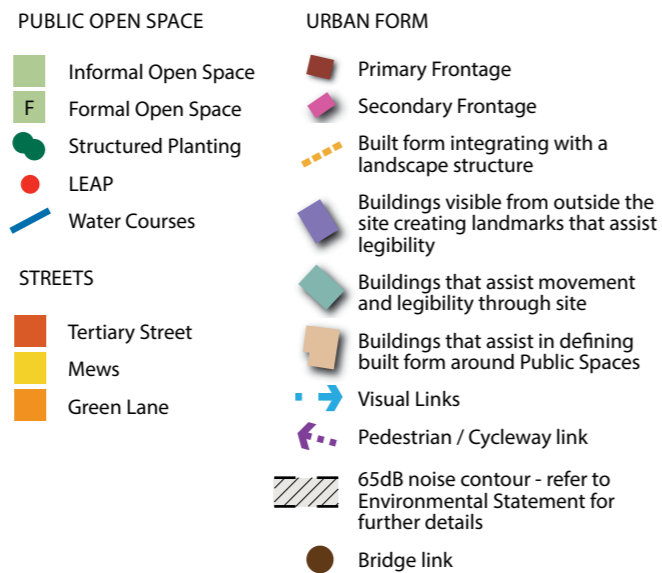 PUBLIC OPEN SPACE
Informal Open Space
F
Formal Open Space
Structured Planting
LEAP
Water Courses
STREETS
Tertiary Street
Mews
Green Lane
URBAN FORM
Primary Frontage
Secondary Frontage
Built form integrating with a
landscape structure
Buildings visible from outside the
site creating landmarks that assist
legibility
Buildings that assist movement
and legibility through site
Buildings that assist in defining
built form around Public Spaces
Visual Links
Pedestrian / Cycleway link
65dB noise contour - refer to
Environmental Statement for
further details
Bridge link